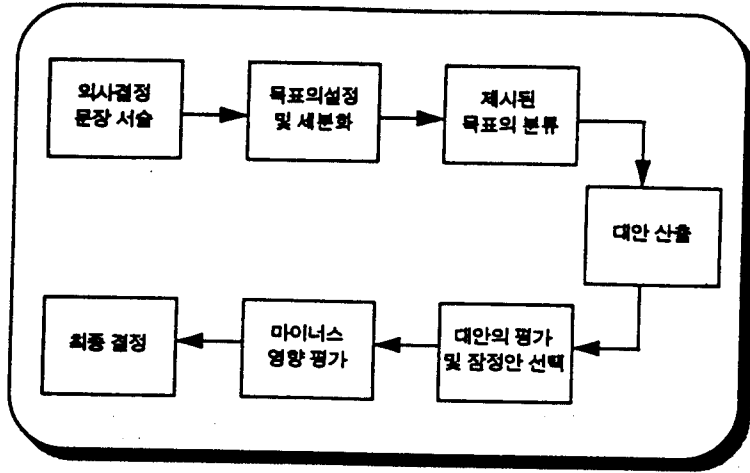 의사결정
문장 서술
목표의설정
및 세분화
제시된
목표의 분류
대안 산출
대안의 평가
및 잠정안 선택
마이너스
영향 평가
최종 결정